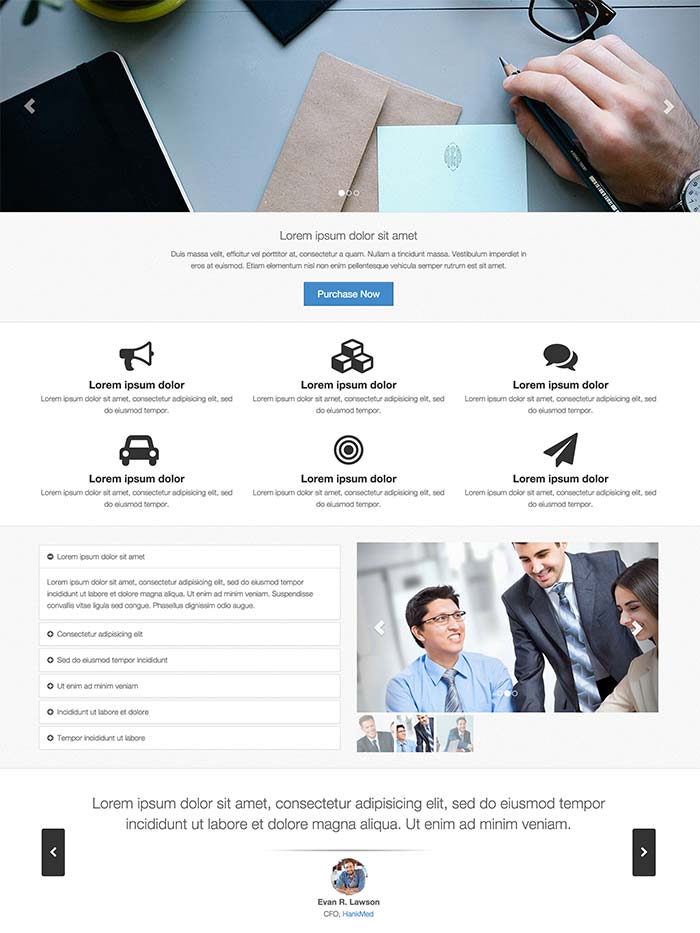 Lorem ipsum dolor sit amet
Duis massa velit, efficitur vel porttitor at, consectetur a quam. Nullam a tincidunt massa. Vestibulum imperdiet in
eros at euismod. Etiam elementum nisl non enim pellentesque vehicula semper rutrum est sit amet.
Purchase Now
Lorem ipsum dolor
Lorem ipsum dolor sit amet, consectetur adipisicing elit, sed
do eiusmod tempor.
Lorem ipsum dolor
Lorem ipsum dolor sit amet, consectetur adipisicing elit, sed
do eiusmod tempor.
Lorem ipsum dolor
Lorem ipsum dolor sit amet, consectetur adipisicing elit, sed
do eiusmod tempor.
Lorem ipsum dolor
Lorem ipsum dolor sit amet, consectetur adipisicing elit, sed
do eiusmod tempor.
Lorem ipsum dolor
Lorem ipsum dolor sit amet, consectetur adipisicing elit, sed
do eiusmod tempor.
Lorem ipsum dolor
Lorem ipsum dolor sit amet, consectetur adipisicing elit, sed
do eiusmod tempor.
Lorem ipsum dolor sit amet
Lorem ipsum dolor sit amet, consectetur adipisicing elit, sed do eiusmod tempor
incididunt ut labore et dolore magna aliqua. Ut enim ad minim veniam. Suspendisse
convallis vitae ligula sed congue. Phasellus dignissim odio augue.
Consectetur adipisicing elit
Sed do eiusmod tempor incididunt
Ut enim ad minim veniam
Incididunt ut labore et dolore
Tempor incididunt ut labore
Lorem ipsum dolor sit amet, consectetur adipisicing elit, sed do eiusmod tempor
incididunt ut labore et dolore magna aliqua. Ut enim ad minim veniam.
Evan R. Lawson
CFO, HankMed